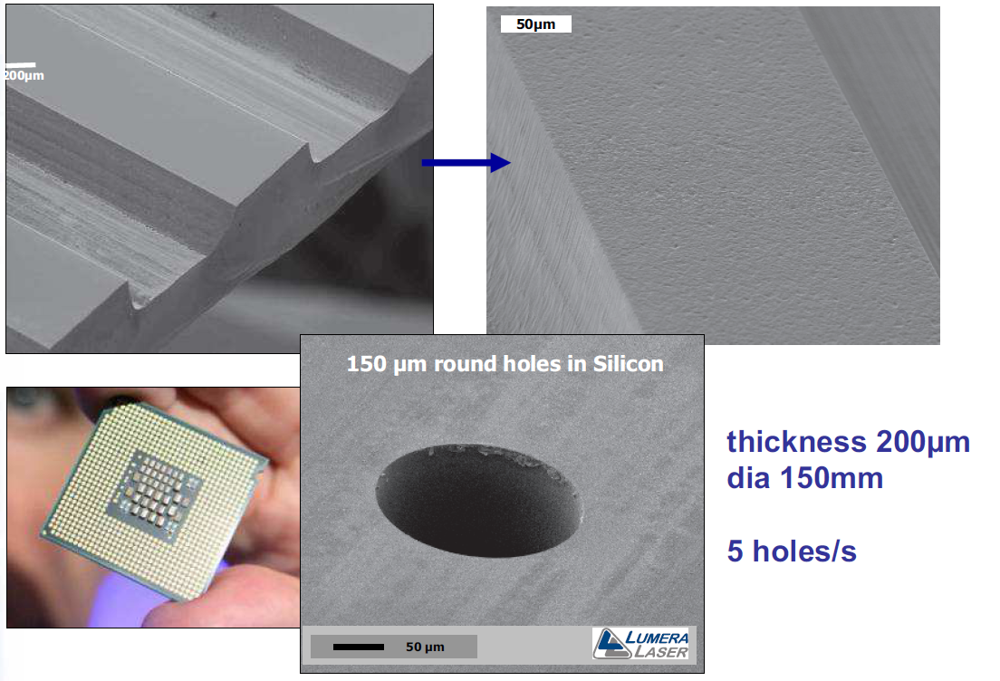 200µm
50µm
150 µm round holes in Silicon
thickness 200µm
dia 150mm
5 holes/s
50 µm
LUMERA
LASER